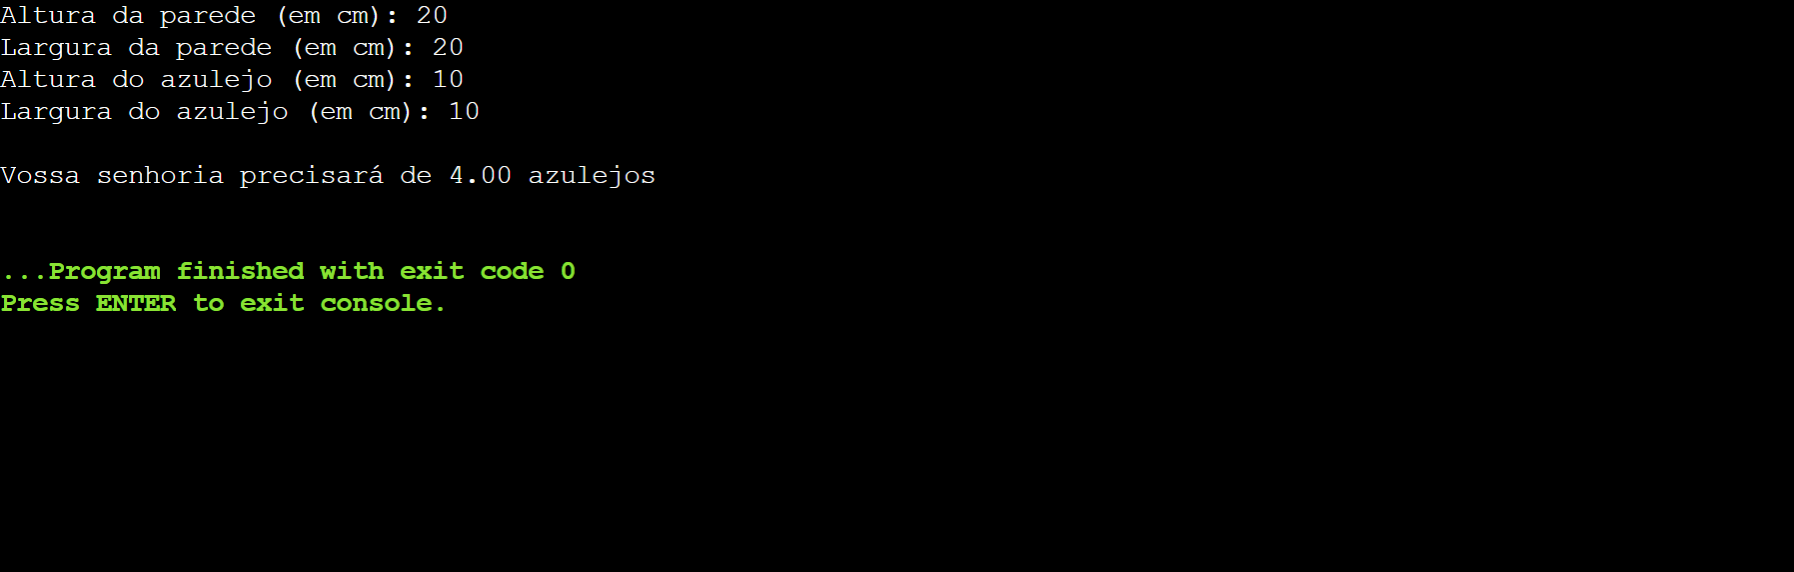 Altura da parede (em cm): 20
Largura da parede (em cm): 20
Altura do azulejo (em cm): 10
Largura do azulejo (em cm): 10
Vossa senhoria precisará de 4.00 azulejos
...Program finished with exit code 0
Press ENTER to exit console.